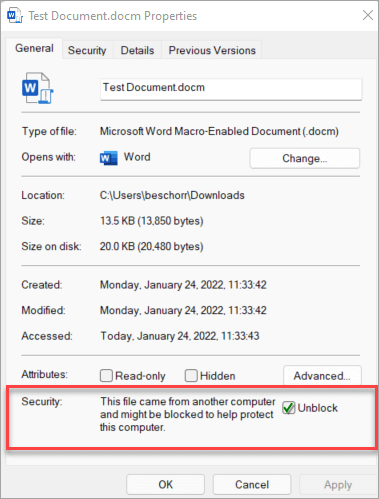 Test Document.docm Properties
General Security Details Previous Versions
Test Document.docm
Type of file: Microsoft Word Macro-Enabled Document (.docm)
Opens with: Word Change...
Location: C:\Users\beschorr\Downloads
Size: 13.5 KB (13,850 bytes)
Size on disk: 20.0 KB (20,480 bytes)
Created: Monday, January 24, 2022, 11:33:42
Modified: Monday, January 24, 2022, 11:33:42
Accessed: Today, January 24, 2022, 11:33:43
Attributes: Read-only Hidden Advanced...
Security: This file came from another computer
and might be blocked to help protect Unblock
this computer.
OK Cancel Apply